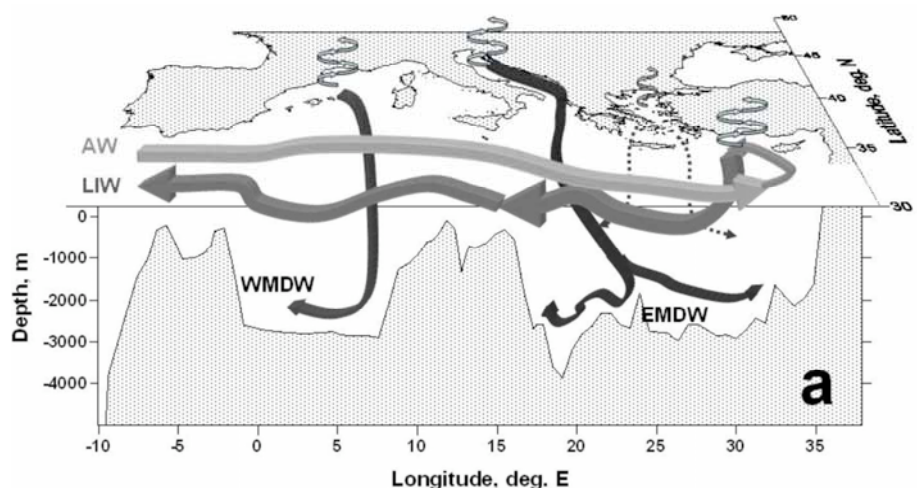 50
45
40
35
30
Latitude, deg. N
AW
LIW
0
-1000
-2000
-3000
-4000
Depth, m
WMDW
EMDW
a
-10 -5 0 5 10 15 20 25 30 35
Longitude, deg. E